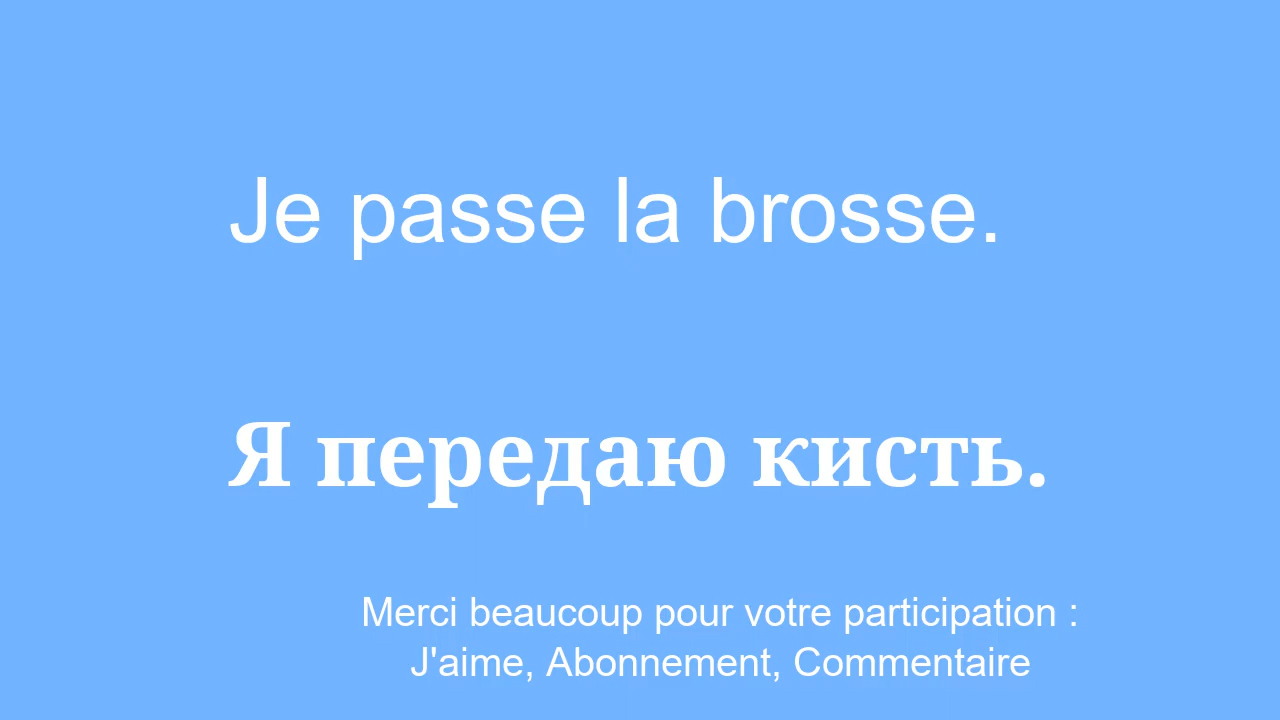 Je passe la brosse.
Я передаю кисть.
Merci beaucoup pour votre participation :
J'aime, Abonnement, Commentaire